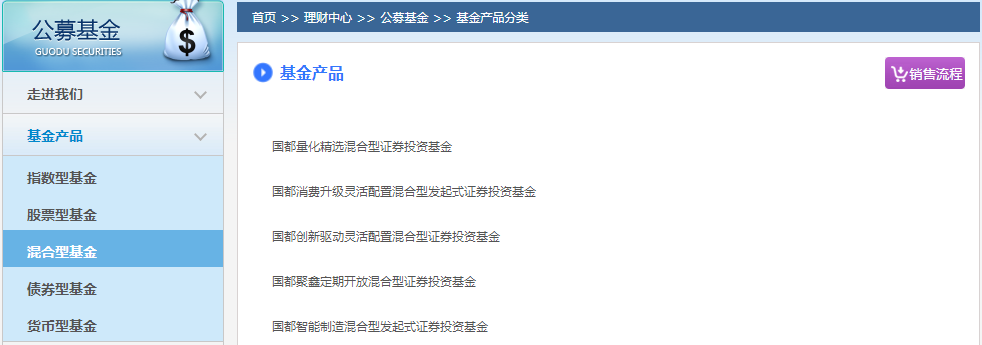 公募基金
GUODU SECURITIES
$
走进我们
基金产品
指数型基金
股票型基金
混合型基金
债券型基金
货币型基金
首页 >> 理财中心 >> 公募基金 >> 基金产品分类
基金产品
销售流程
国都量化精选混合型证券投资基金
国都消费升级灵活配置混合型发起式证券投资基金
国都创新驱动灵活配置混合型证券投资基金
国都聚鑫定期开放混合型证券投资基金
国都智能制造混合型发起式证券投资基金